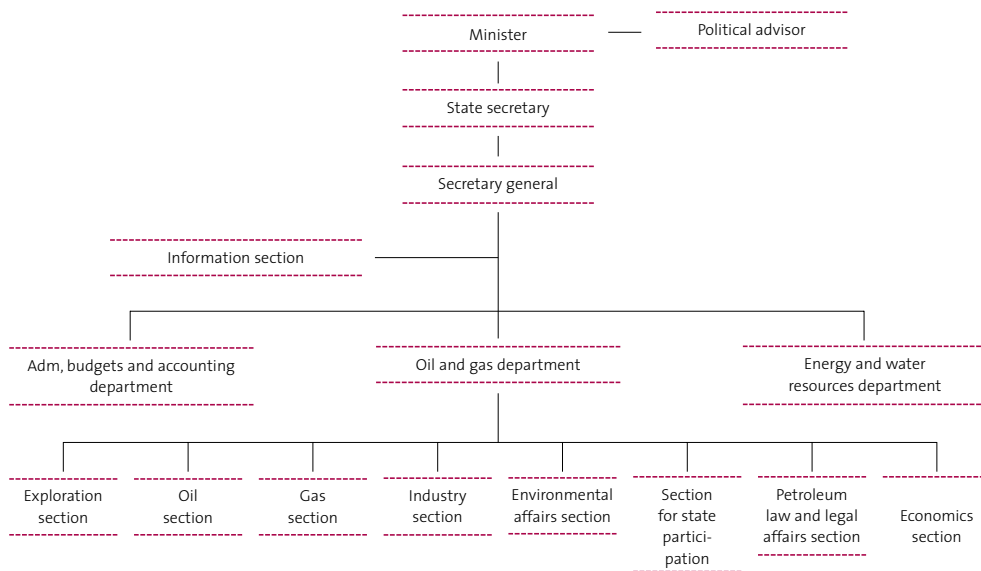 Minister
Political advisor
State secretary
Secretary general
Information section
Adm, budgets and accounting
department
Oil and gas department
Energy and water
resources department
Exploration
section
Oil
section
Gas
section
Industry
section
Environmental
affairs section
Section
for state
partici-
pation
Petroleum
law and legal
affairs section
Economics
section